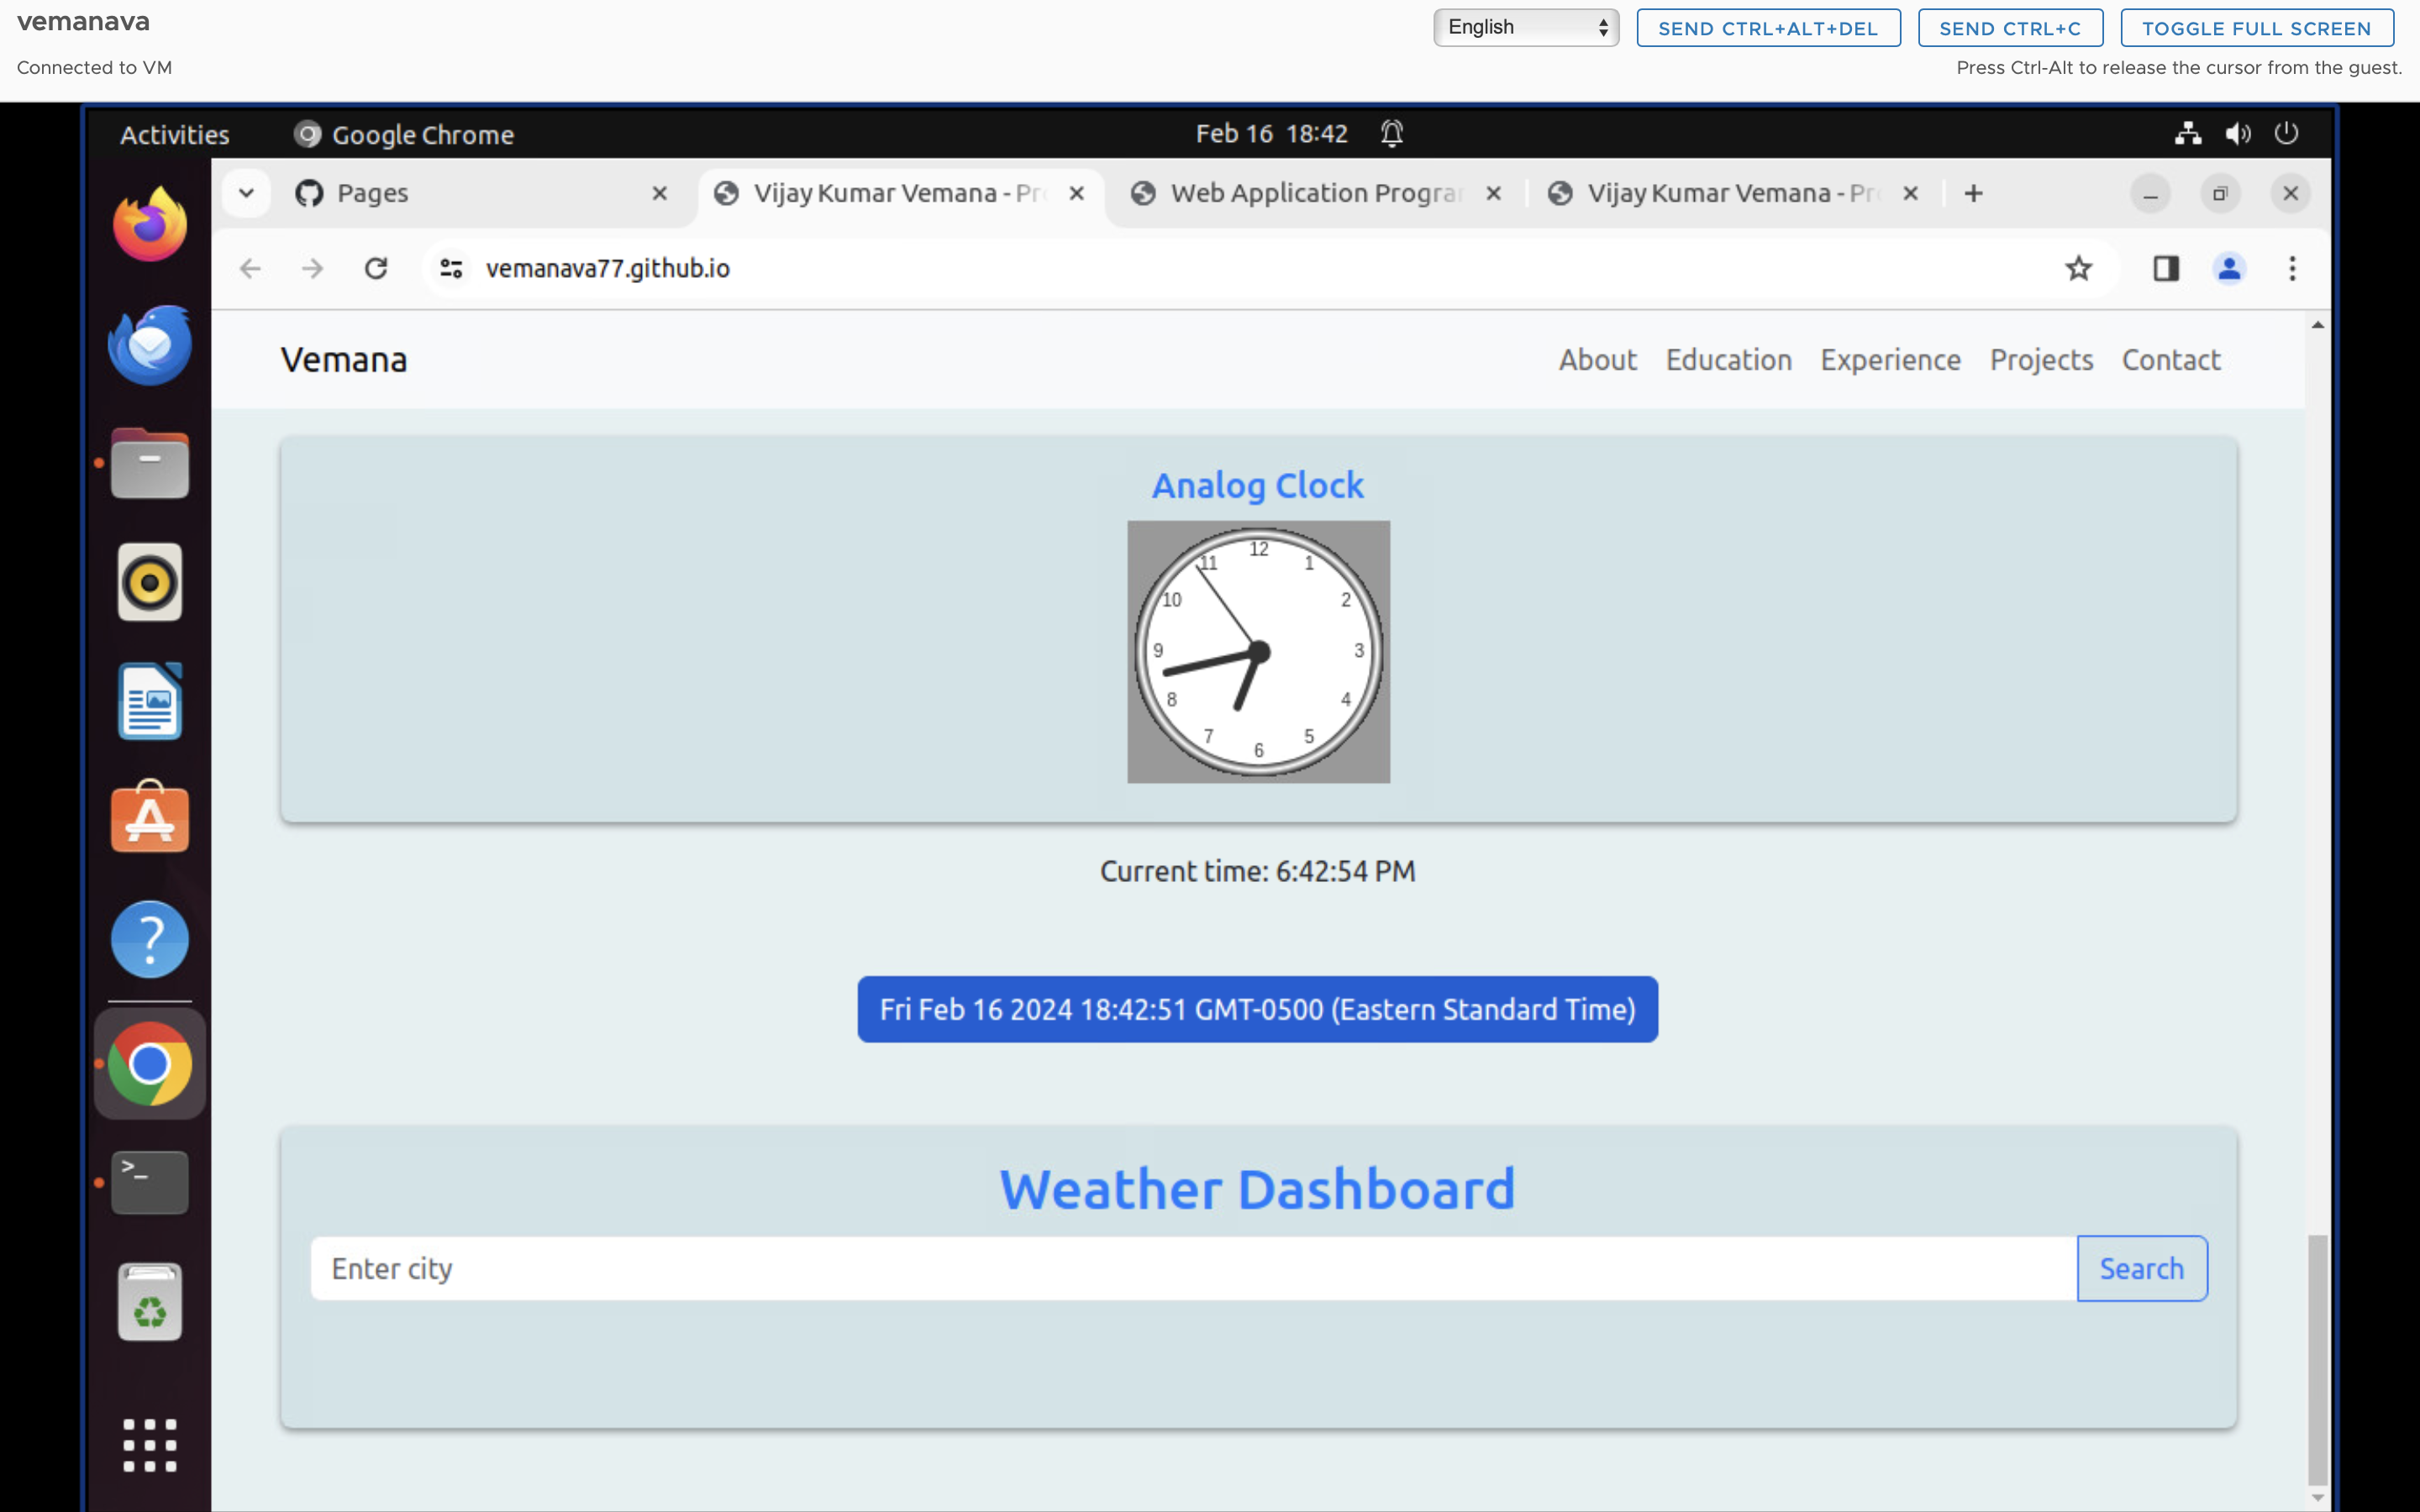 vemanava
English
SEND CTRL+ALT+DEL
SEND CTRL+C
TOGGLE FULL SCREEN
Connected to VM
Press Ctrl-Alt to release the cursor from the guest.
Activities
Google Chrome
Feb 16 18:42
Pages
Vijay Kumar Vemana - Pr
Web Application Progra
Vijay Kumar Vemana - Pr
vemanava77.github.io
Vemana
About
Education
Experience
Projects
Contact
Analog Clock
12
11
1
10
2
9
3
8
4
7
5
6
Current time: 6:42:54 PM
Fri Feb 16 2024 18:42:51 GMT-0500 (Eastern Standard Time)
Weather Dashboard
Enter city
Search